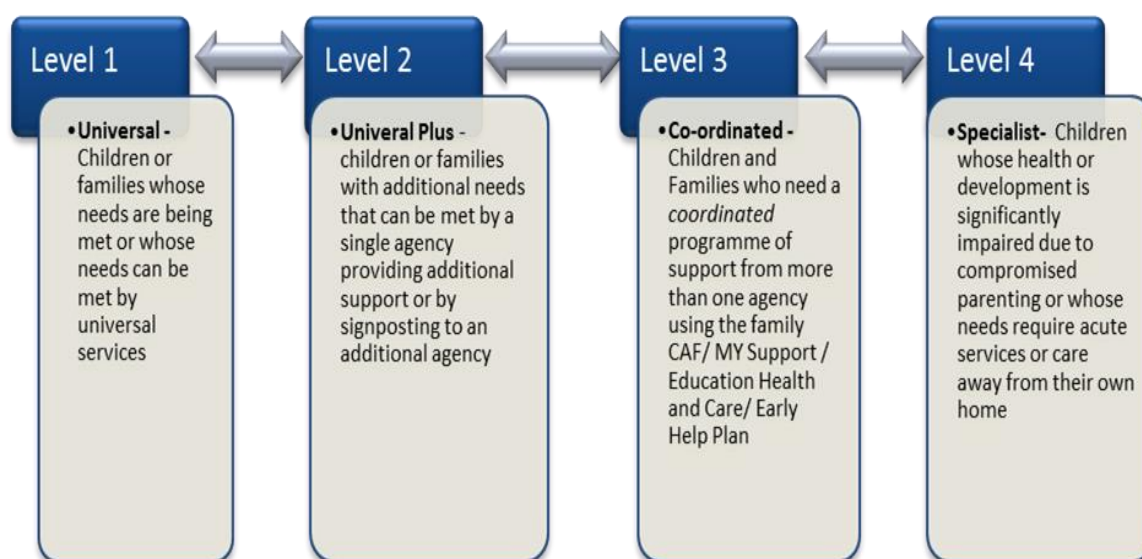 Level 1
•Universal -
Children or
families whose
needs are being
met or whose
needs can be
met by
universal
services
Level 2
•Univeral Plus -
children or families
with additional needs
that can be met by a
single agency
providing additional
support or by
signposting to an
additional agency
Level 3
•Co-ordinated -
Children and
Families who need a
coordinated
programme of
support from more
than one agency
using the family
CAF/ MY Support /
Education Health
and Care/ Early
Help Plan
Level 4
•Specialist- Children
whose health or
development is
significantly
impaired due to
compromised
parenting or whose
needs require acute
services or care
away from their own
home